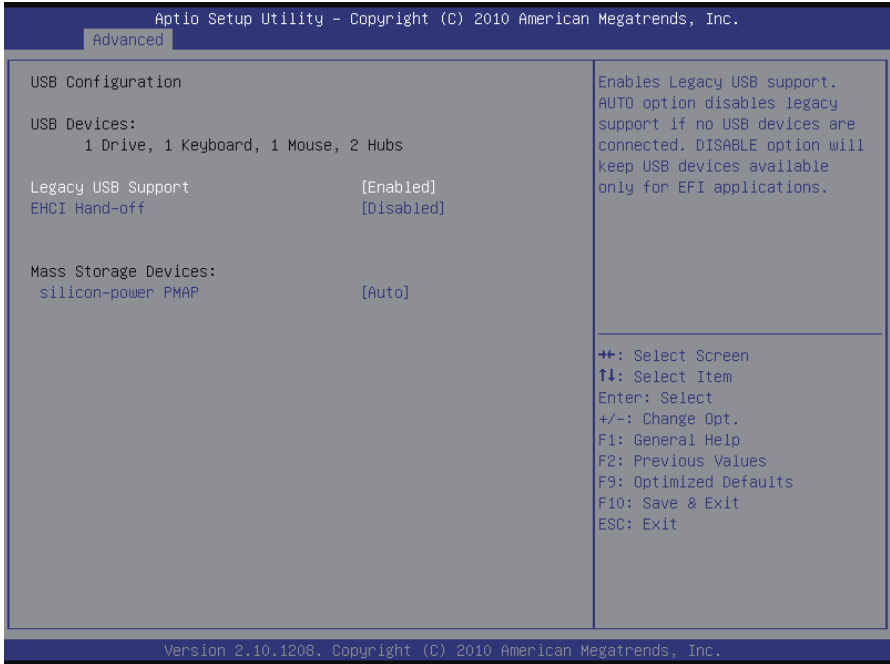 Aptio Setup Utility – Copyright (C) 2010 American Megatrends, Inc.
Advanced
USB Configuration
USB Devices:
1 Drive, 1 Keyboard, 1 Mouse, 2 Hubs
Legacy USB Support [Enabled]
EHCI Hand-off [Disabled]
Mass Storage Devices:
silicon-power PMAP [Auto]
Enables Legacy USB support.
AUTO option disables legacy
support if no USB devices are
connected. DISABLE option will
keep USB devices available
only for EFI applications.
→←: Select Screen
↑↓: Select Item
Enter: Select
+/-: Change Opt.
F1: General Help
F2: Previous Values
F9: Optimized Defaults
F10: Save & Exit
ESC: Exit
Version 2.10.1208. Copyright (C) 2010 American Megatrends, Inc.